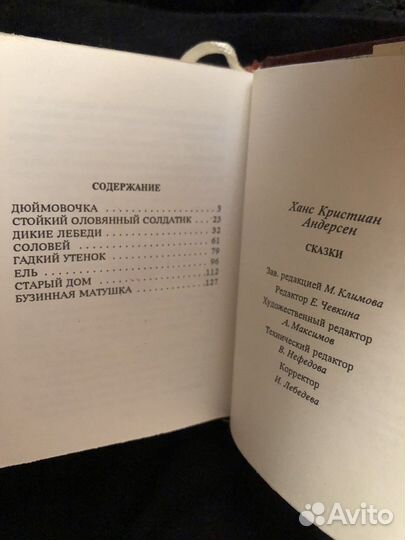 СОДЕРЖАНИЕ
ДЮЙМОВОЧКА . . . . . . . . . . . . . . . . 3
СТОЙКИЙ ОЛОВЯННЫЙ СОЛДАТИК . . 23
ДИКИЕ ЛЕБЕДИ . . . . . . . . . . . . . . . 32
СОЛОВЕЙ . . . . . . . . . . . . . . . . . . . 61
ГАДКИЙ УТЕНОК . . . . . . . . . . . . . . 79
ЕЛЬ . . . . . . . . . . . . . . . . . . . . . . . 96
СТАРЫЙ ДОМ . . . . . . . . . . . . . . . . 112
БУЗИННАЯ МАТУШКА . . . . . . . . . . . 127
Ханс Кристиан
Андерсен
СКАЗКИ
Зав. редакцией М. Климова
Редактор Е. Чевкина
Художественный редактор
А. Максимов
Технический редактор
В. Нефедова
Корректор
И. Лебедева
Avito